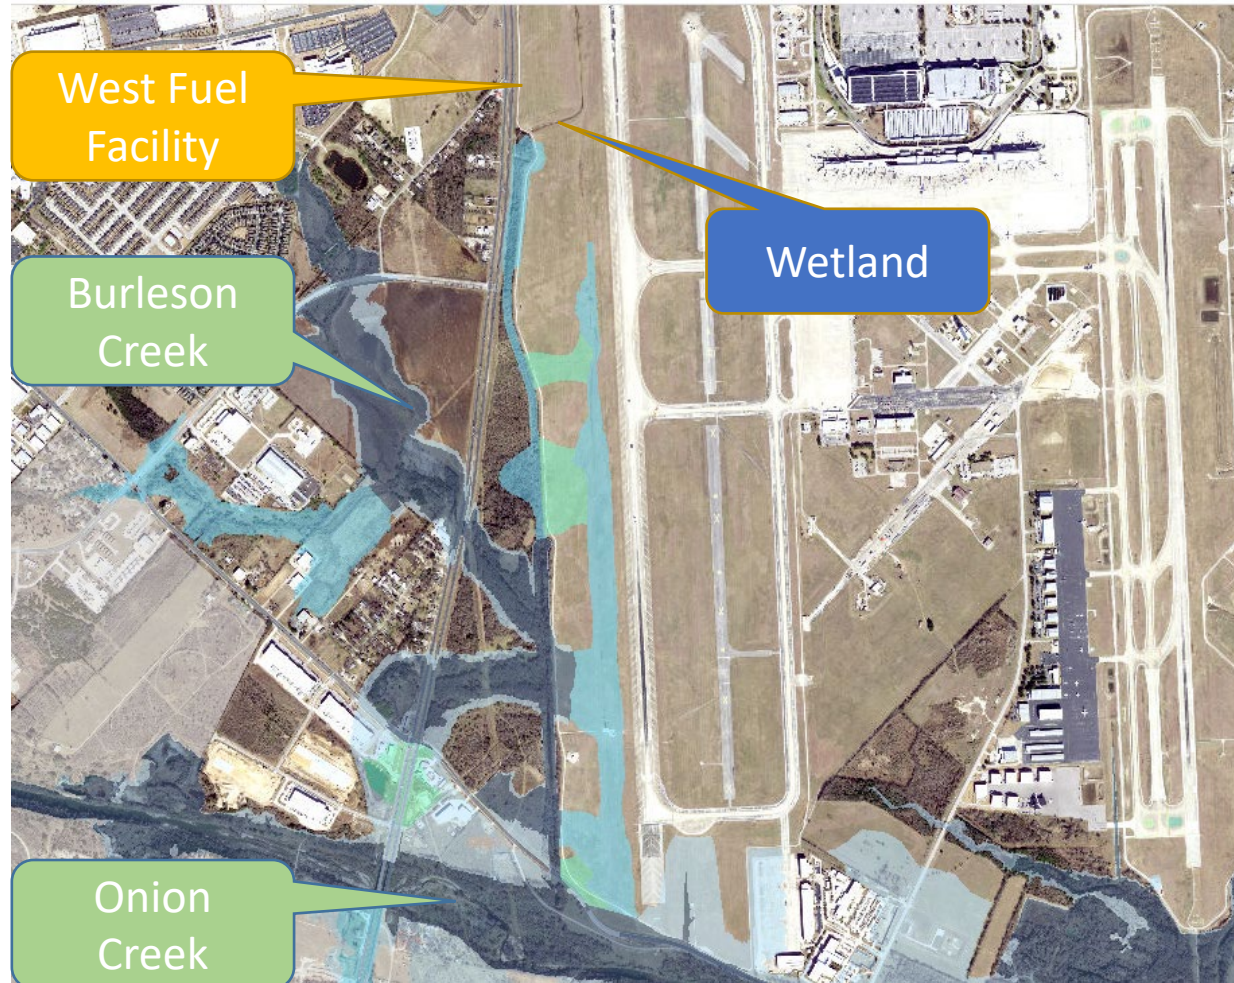 West Fuel
Facility
Wetland
Burleson
Creek
Onion
Creek